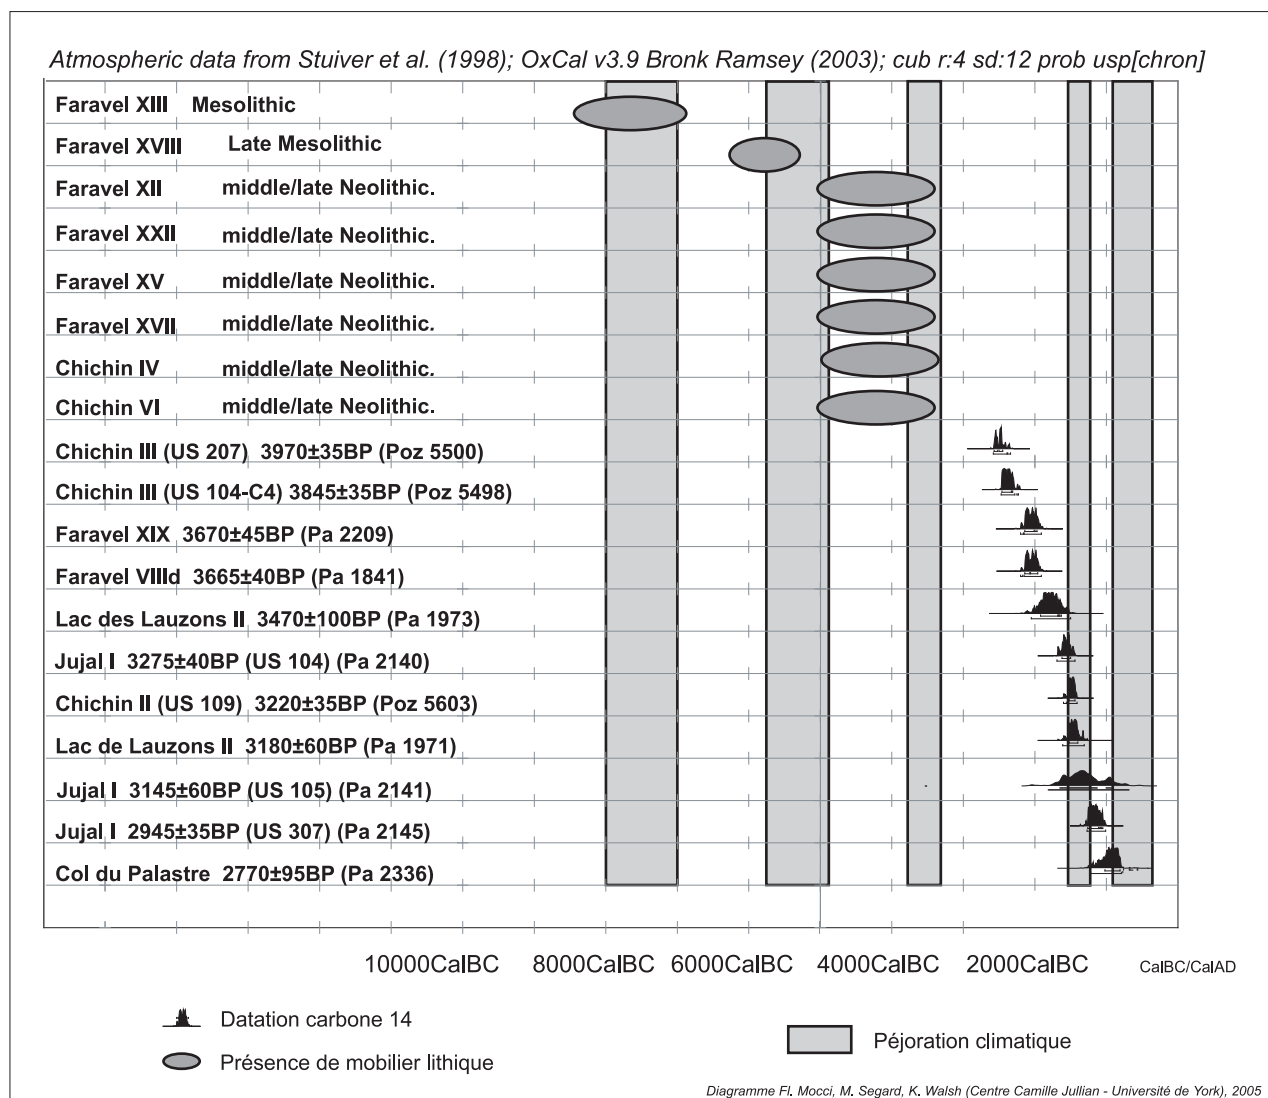 Atmospheric data from Stuiver et al. (1998); OxCal v3.9 Bronk Ramsey (2003); cub r:4 sd:12 prob usp[chron]
Faravel XIII Mesolithic
Faravel XVIII Late Mesolithic
Faravel XII middle/late Neolithic.
Faravel XXII middle/late Neolithic.
Faravel XV middle/late Neolithic.
Faravel XVII middle/late Neolithic.
Chichin IV middle/late Neolithic.
Chichin VI middle/late Neolithic.
Chichin III (US 207) 3970±35BP (Poz 5500)
Chichin III (US 104-C4) 3845±35BP (Poz 5498)
Faravel XIX 3670±45BP (Pa 2209)
Faravel VIIId 3665±40BP (Pa 1841)
Lac des Lauzons II 3470±100BP (Pa 1973)
Jujal I 3275±40BP (US 104) (Pa 2140)
Chichin II (US 109) 3220±35BP (Poz 5603)
Lac de Lauzons II 3180±60BP (Pa 1971)
Jujal I 3145±60BP (US 105) (Pa 2141)
Jujal I 2945±35BP (US 307) (Pa 2145)
Col du Palastre 2770±95BP (Pa 2336)
10000CalBC 8000CalBC 6000CalBC 4000CalBC 2000CalBC CalBC/CalAD
Datation carbone 14
Présence de mobilier lithique
Péjoration climatique
Diagramme Fl. Mocci, M. Segard, K. Walsh (Centre Camille Jullian - Université de York), 2005